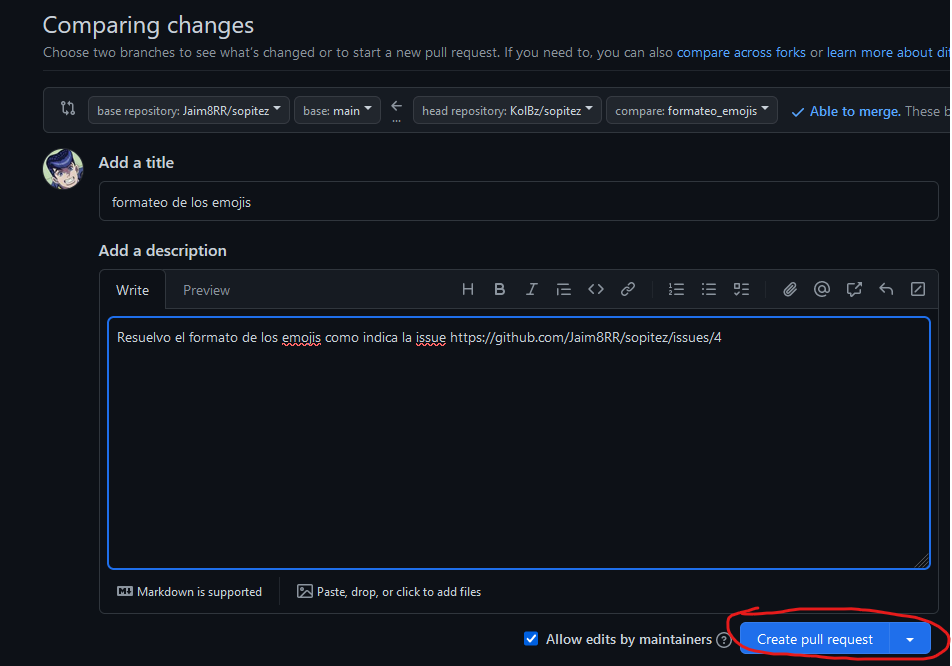 Comparing changes
Choose two branches to see what's changed or to start a new pull request. If you need to, you can also compare across forks or learn more about
base repository: Jaim8RR/sopitez base: main ← ... head repository: KolBz/sopitez compare: formateo_emojis Able to merge. These
Add a title
formateo de los emojis
Add a description
Write Preview H B I
Resuelvo el formato de los emojis como indica la issue https://github.com/Jaim8RR/sopitez/issues/4
Markdown is supported Paste, drop, or click to add files
Allow edits by maintainers ? Create pull request